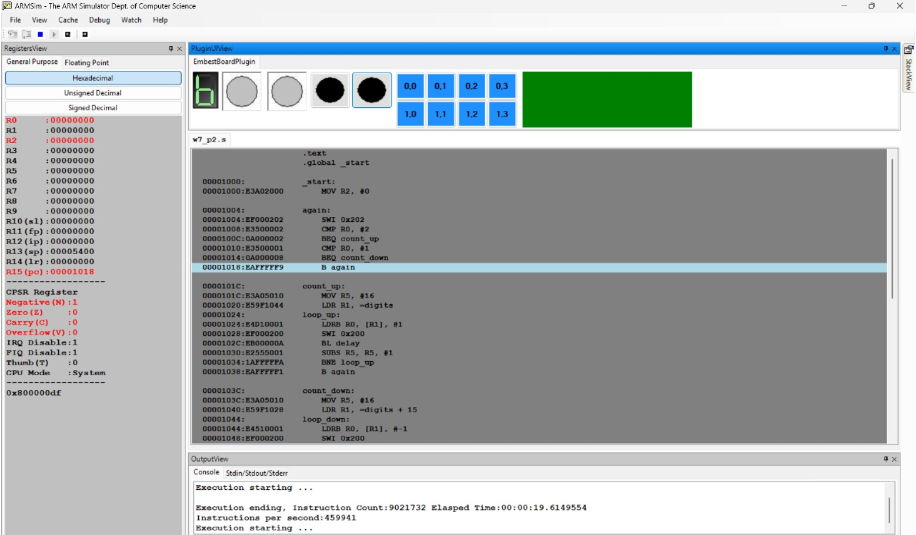 ARMSim - The ARM Simulator Dept. of Computer Science
File View Cache Debug Watch Help
RegistersView
General Purpose Floating Point
Hexadecimal
Unsigned Decimal
Signed Decimal
R0 :00000000
R1 :00000000
R2 :00000000
R3 :00000000
R4 :00000000
R5 :00000000
R6 :00000000
R7 :00000000
R8 :00000000
R9 :00000000
R10(sl):00000000
R11(fp):00000000
R12(ip):00000000
R13(sp):00005400
R14(lr):00000000
R15(pc):00001018
--------------------
CPSR Register
Negative(N):1
Zero(Z) :0
Carry(C) :0
Overflow(V):0
IRQ Disable:1
FIQ Disable:1
Thumb(T) :0
CPU Mode :System
--------------------
0x800000df
PluginUIView
EmbestBoardPlugin
0,0 0,1 0,2 0,3
1,0 1,1 1,2 1,3
StackView
w7_p2.s
.text
.global _start
00001000: _start:
00001000:E3A02000 MOV R2, #0
00001004: again:
00001004:EF000202 SWI 0x202
00001008:E3500002 CMP R0, #2
0000100C:0A000002 BEQ count_up
00001010:E3500001 CMP R0, #1
00001014:0A000008 BEQ count_down
00001018:EAFFFFF9 B again
0000101C: count_up:
0000101C:E3A05010 MOV R5, #16
00001020:E59F1044 LDR R1, =digits
00001024: loop_up:
00001024:E4D10001 LDRB R0, [R1], #1
00001028:EF000200 SWI 0x200
0000102C:EB00000A BL delay
00001030:E2555001 SUBS R5, R5, #1
00001034:1AFFFFFA BNE loop_up
00001038:EAFFFFF1 B again
0000103C: count_down:
0000103C:E3A05010 MOV R5, #16
00001040:E59F1028 LDR R1, =digits + 15
00001044: loop_down:
00001044:E4510001 LDRB R0, [R1], #-1
00001048:EF000200 SWI 0x200
OutputView
Console Stdin/Stdout/Stderr
Execution starting ...
Execution ending, Instruction Count:9021732 Elasped Time:00:00:19.6149554
Instructions per second:459941
Execution starting ...